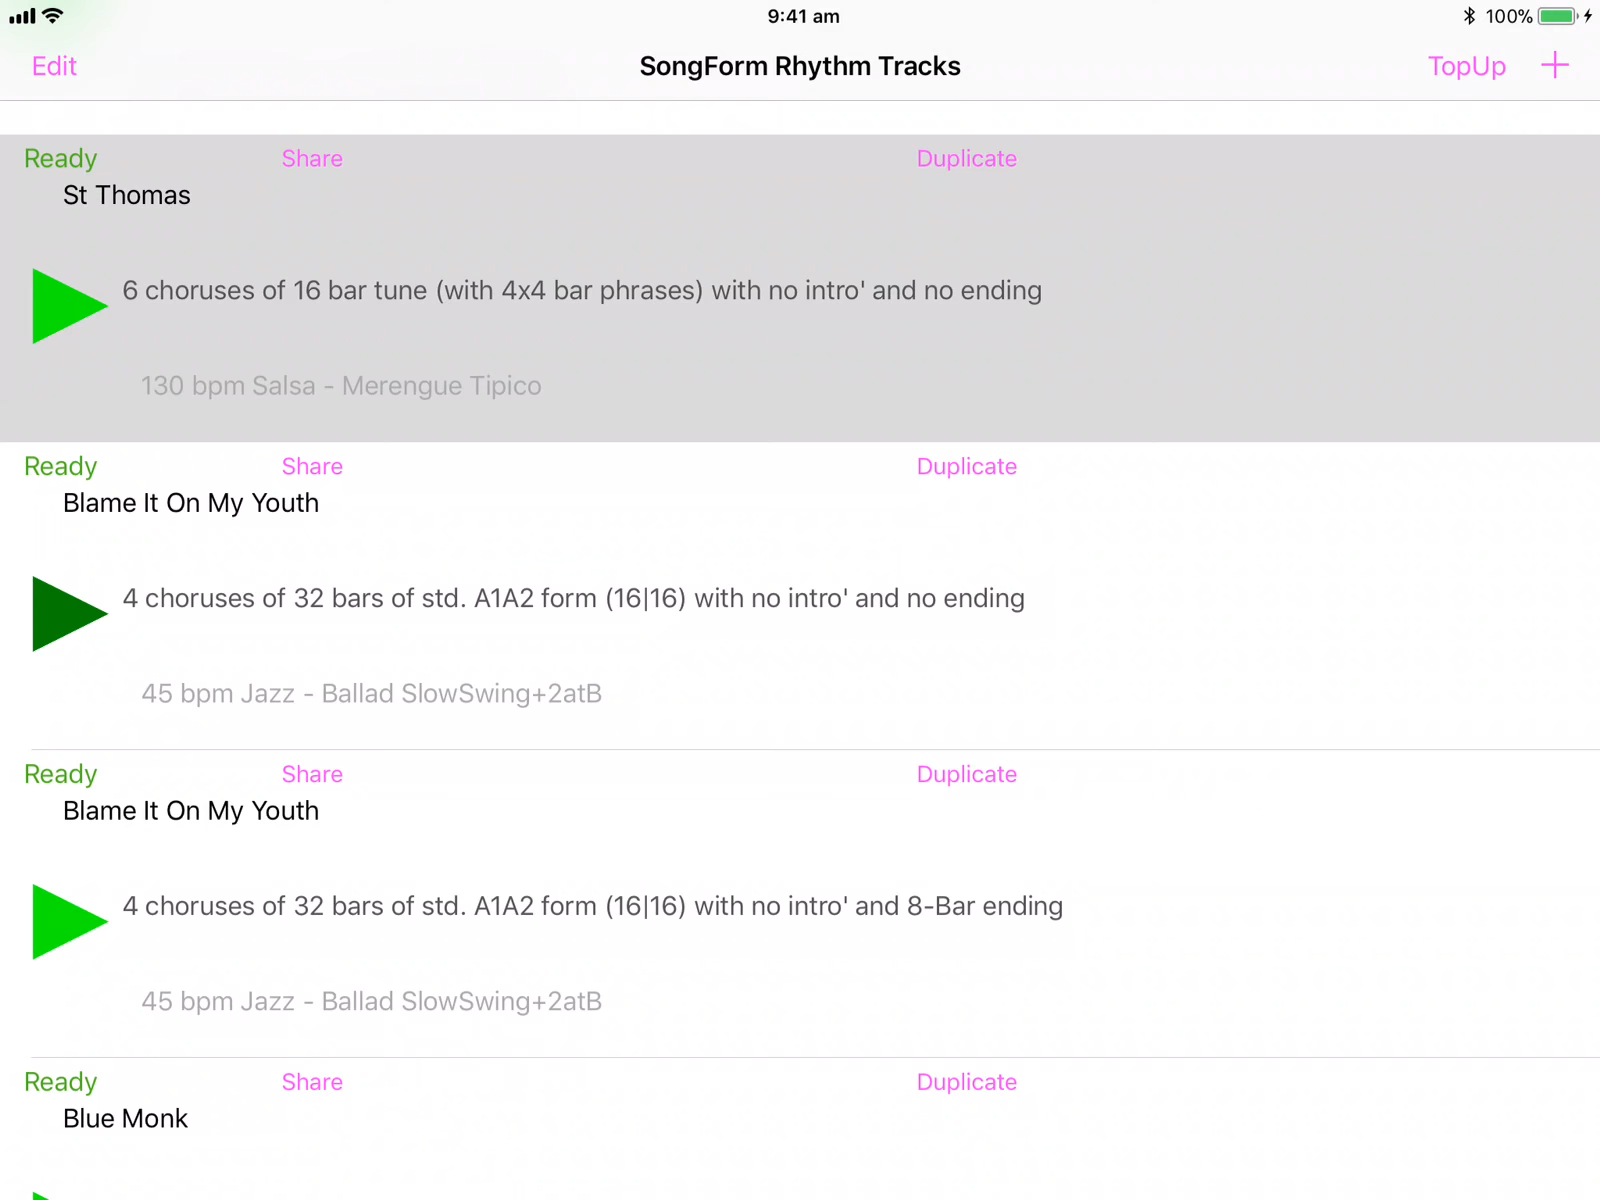 9:41 am
100%
Edit
SongForm Rhythm Tracks
TopUp
Ready
Share
Duplicate
St Thomas
6 choruses of 16 bar tune (with 4x4 bar phrases) with no intro' and no ending
130 bpm Salsa - Merengue Tipico
Ready
Share
Duplicate
Blame It On My Youth
4 choruses of 32 bars of std. A1A2 form (16|16) with no intro' and no ending
45 bpm Jazz - Ballad SlowSwing+2atB
Ready
Share
Duplicate
Blame It On My Youth
4 choruses of 32 bars of std. A1A2 form (16|16) with no intro' and 8-Bar ending
45 bpm Jazz - Ballad SlowSwing+2atB
Ready
Share
Duplicate
Blue Monk